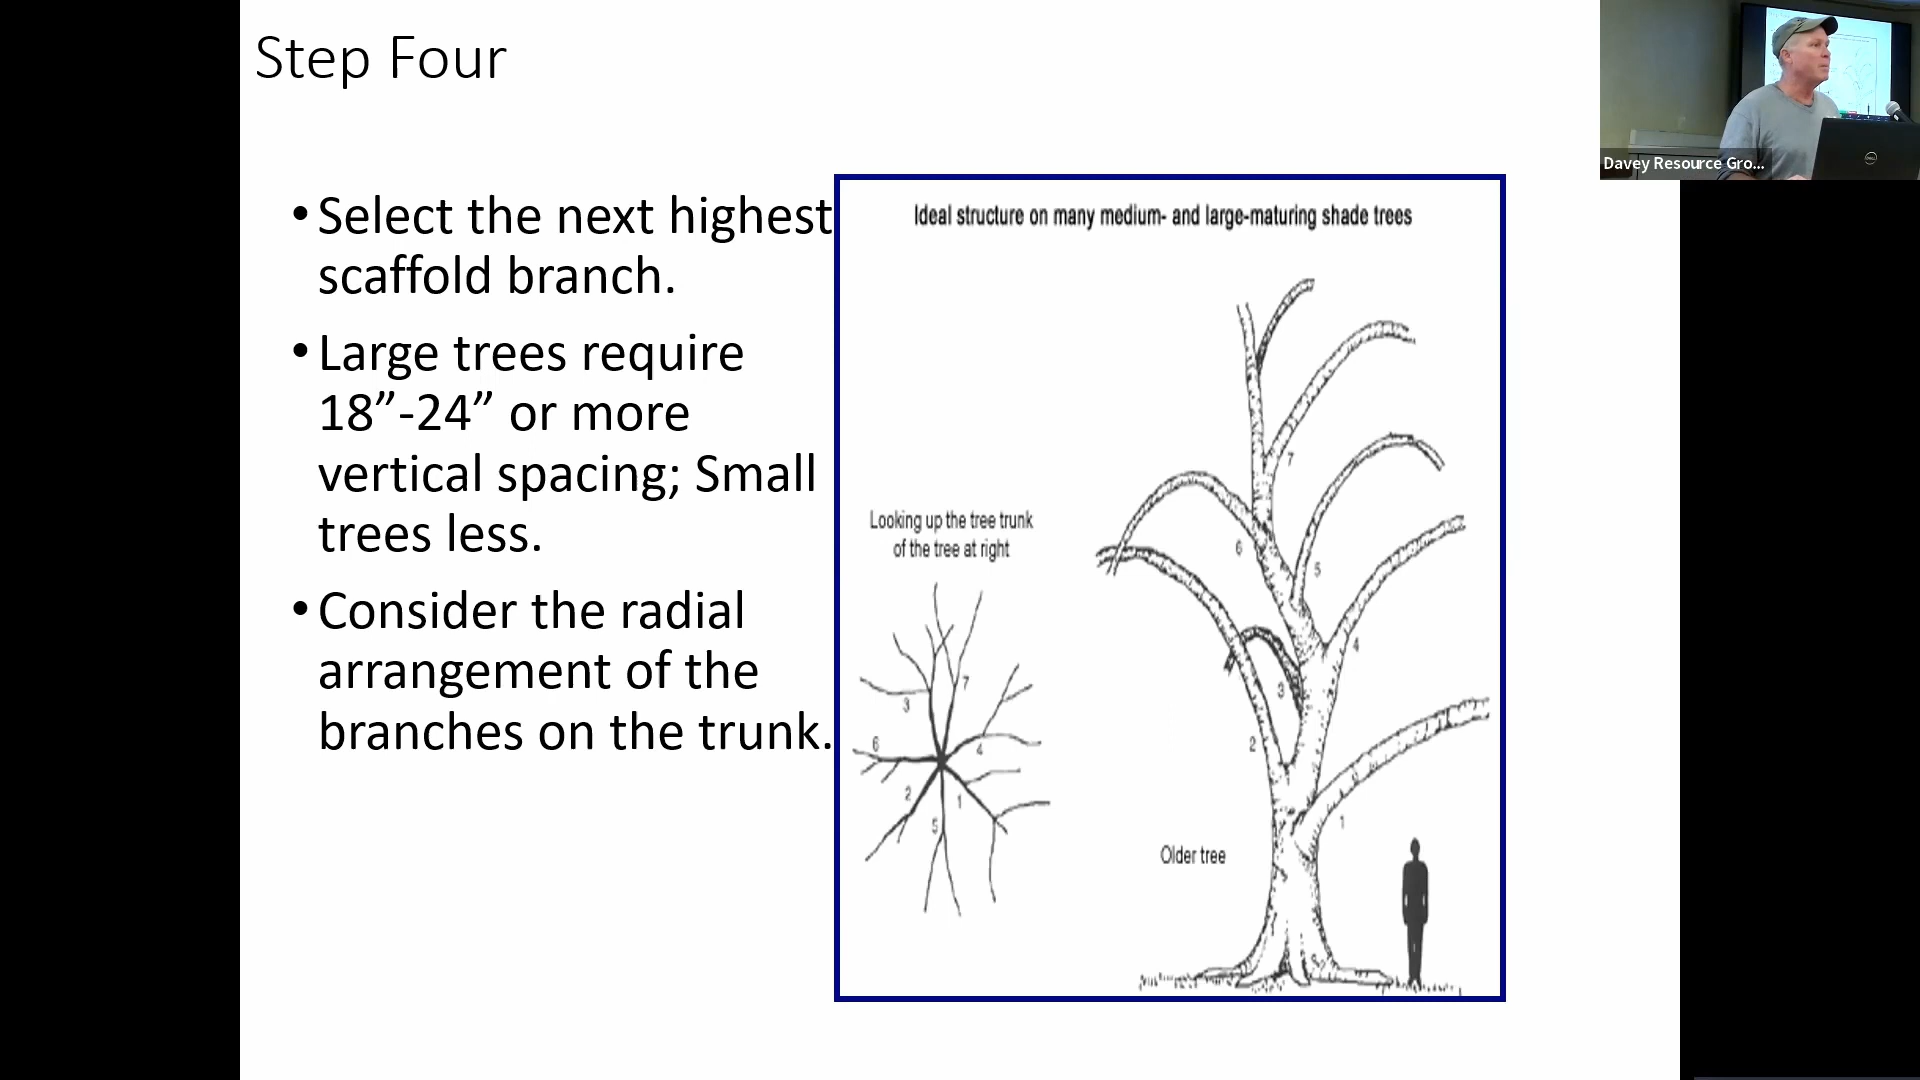 Step Four
• Select the next highest
scaffold branch.
• Large trees require
18”-24” or more
vertical spacing; Small
trees less.
• Consider the radial
arrangement of the
branches on the trunk.
Ideal structure on many medium- and large-maturing shade trees
Looking up the tree trunk
of the tree at right
7
3
6
4
2
1
5
7
6
5
4
3
2
1
Older tree
Davey Resource Gro...
DELL